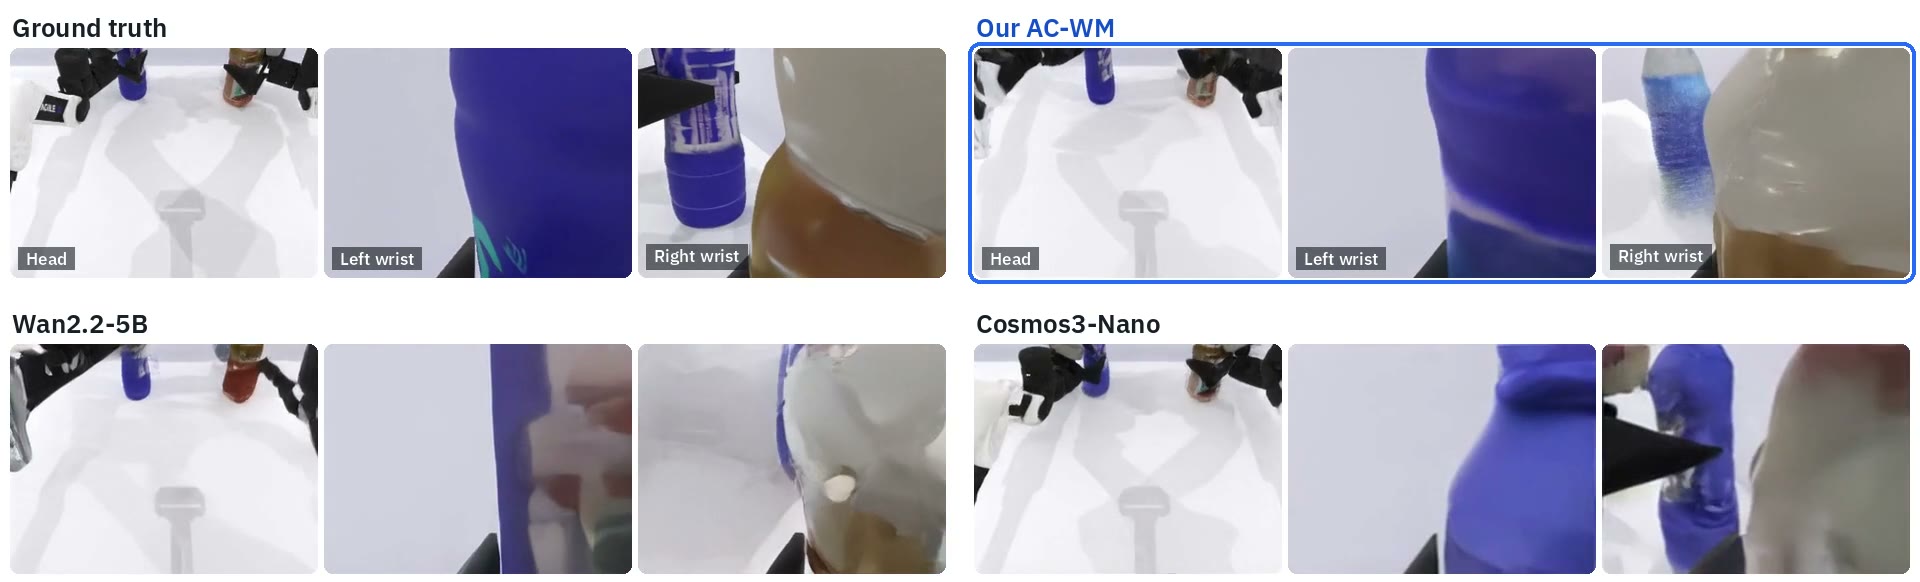 Ground truth
Our AC-WM
Head
Left wrist
Right wrist
Head
Left wrist
Right wrist
Wan2.2-5B
Cosmos3-Nano